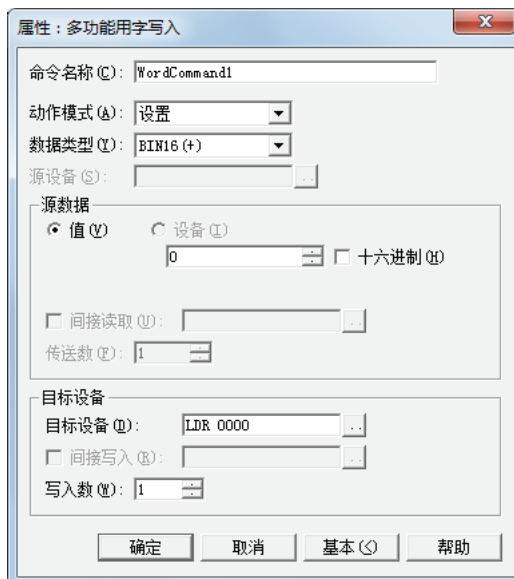 属性：多功能用字写入
命令名称(C): WordCommand1
动作模式(A): 设置
数据类型(Y): BIN16(+)
源设备(S):
源数据
值(V) 设备(I)
0 十六进制(H)
间接读取(U):
传送数(F): 1
目标设备
目标设备(D): LDR 0000
间接写入(R):
写入数(W): 1
确定 取消 基本(<) 帮助